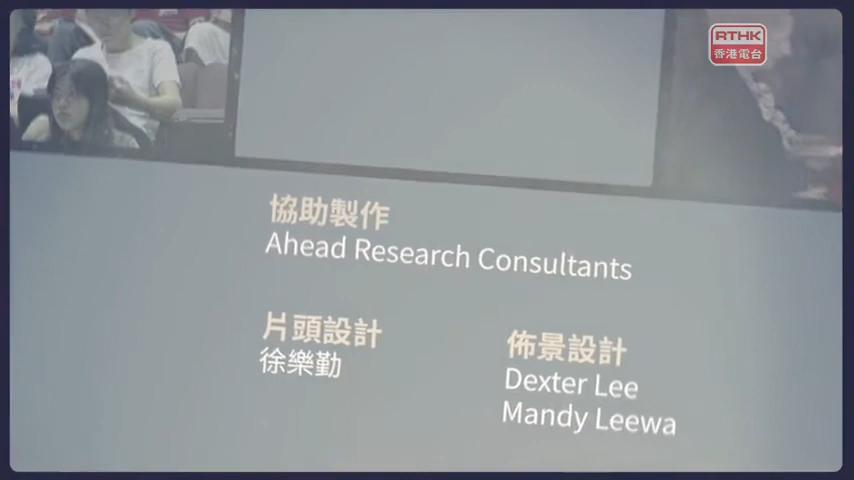 RTHK
香港電台
協助製作
Ahead Research Consultants
片頭設計
徐樂勤
佈景設計
Dexter Lee
Mandy Leewa